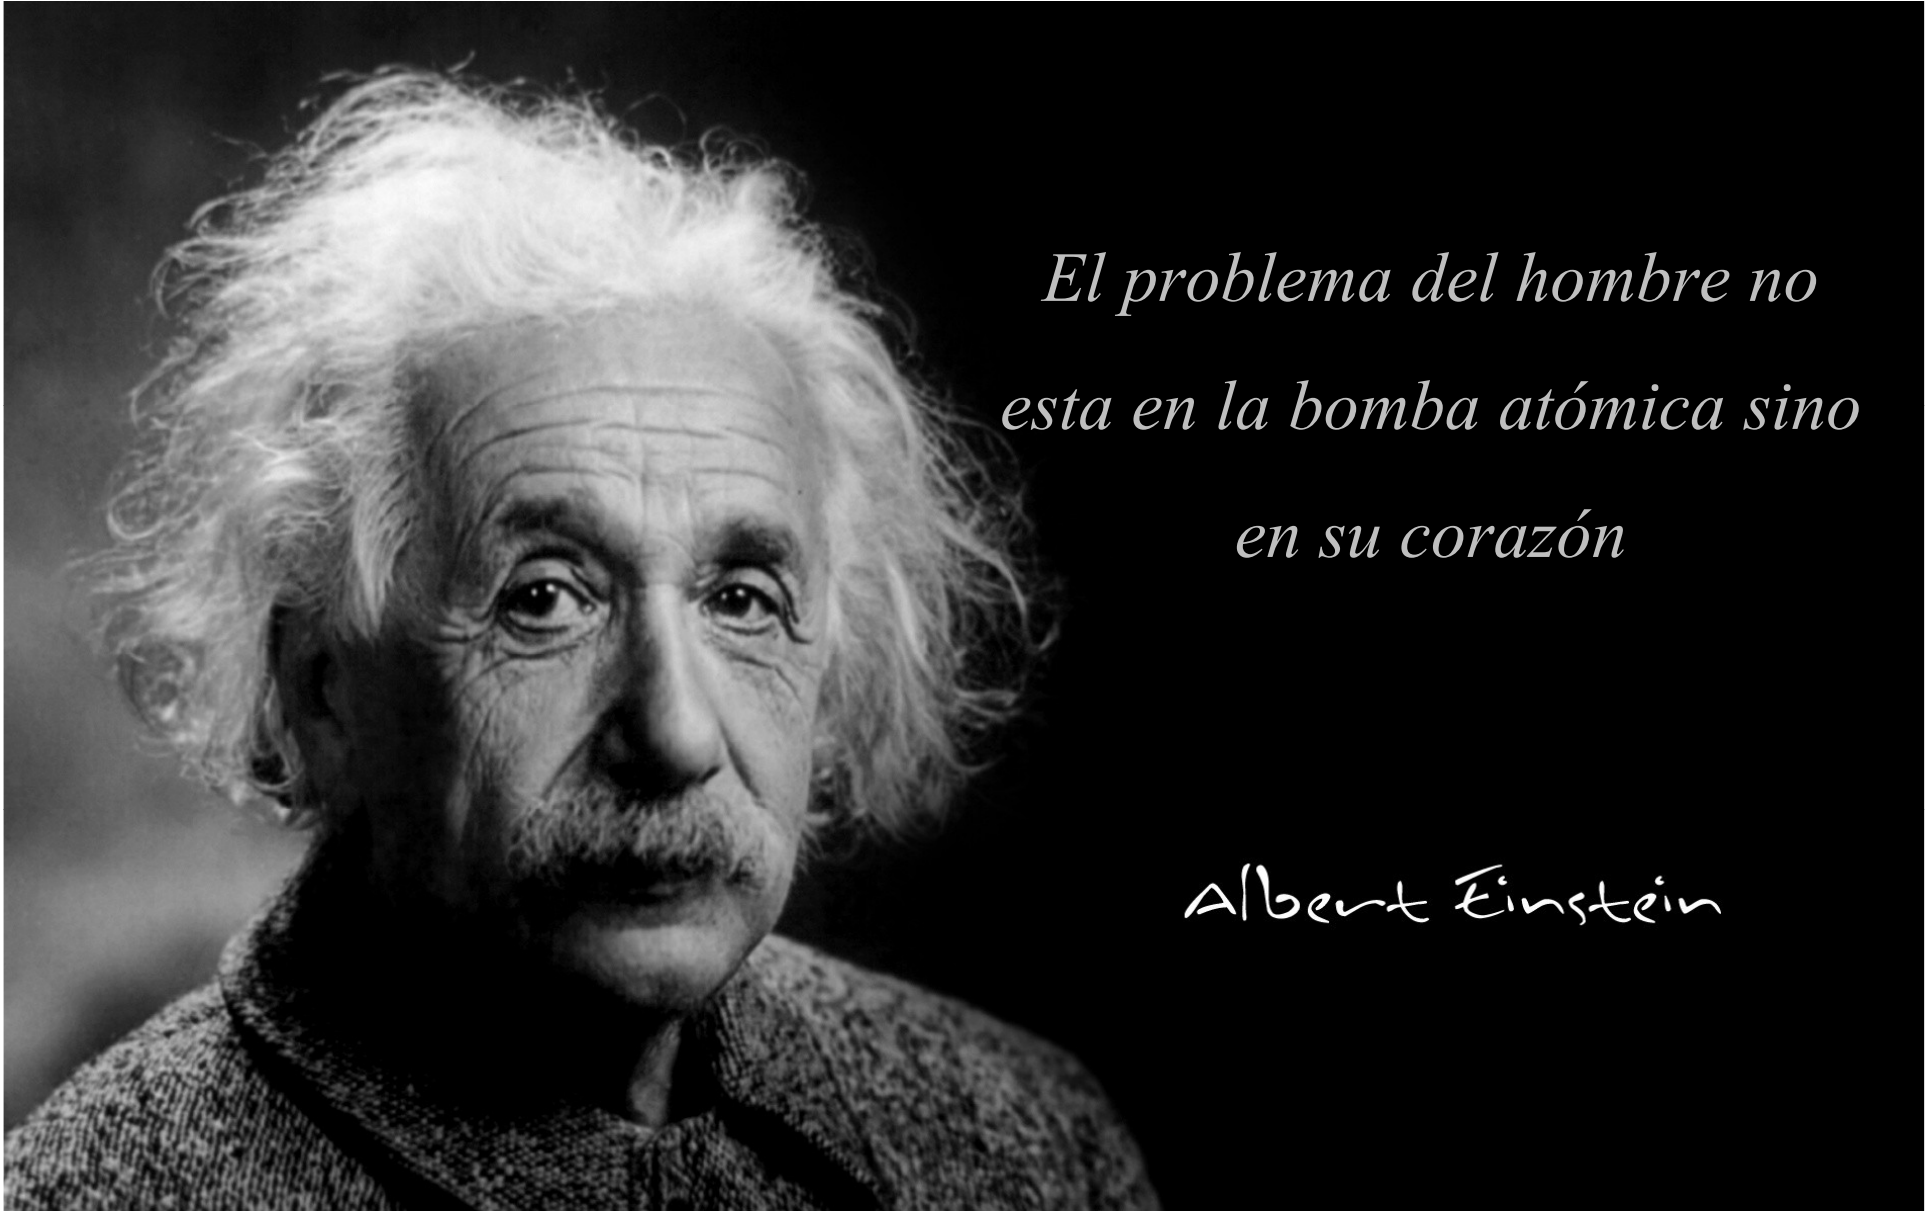 El problema del hombre no
esta en la bomba atómica sino
en su corazón
Albert Einstein